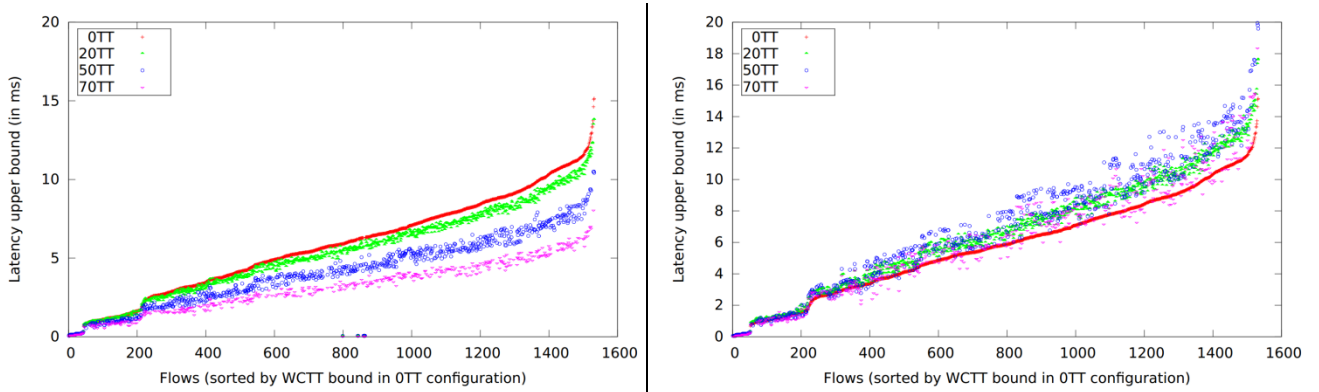 20
15
10
5
0
0TT
20TT
50TT
70TT
0 200 400 600 800 1000 1200 1400 1600
Latency upper bound (in ms)
Flows (sorted by WCTT bound in 0TT configuration)
20
18
16
14
12
10
8
6
4
2
0
0TT
20TT
50TT
70TT
0 200 400 600 800 1000 1200 1400 1600
Latency upper bound (in ms)
Flows (sorted by WCTT bound in 0TT configuration)